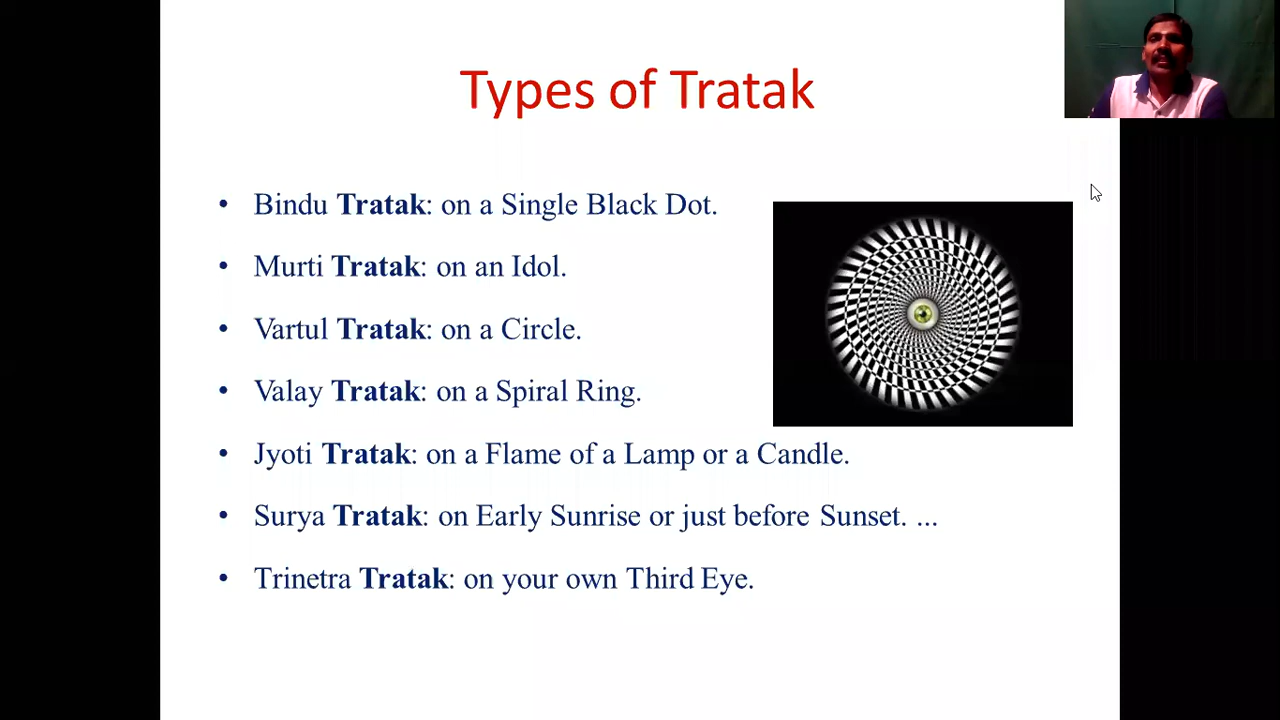 Types of Tratak
• Bindu Tratak: on a Single Black Dot.
• Murti Tratak: on an Idol.
• Vartul Tratak: on a Circle.
• Valay Tratak: on a Spiral Ring.
• Jyoti Tratak: on a Flame of a Lamp or a Candle.
• Surya Tratak: on Early Sunrise or just before Sunset. ...
• Trinetra Tratak: on your own Third Eye.